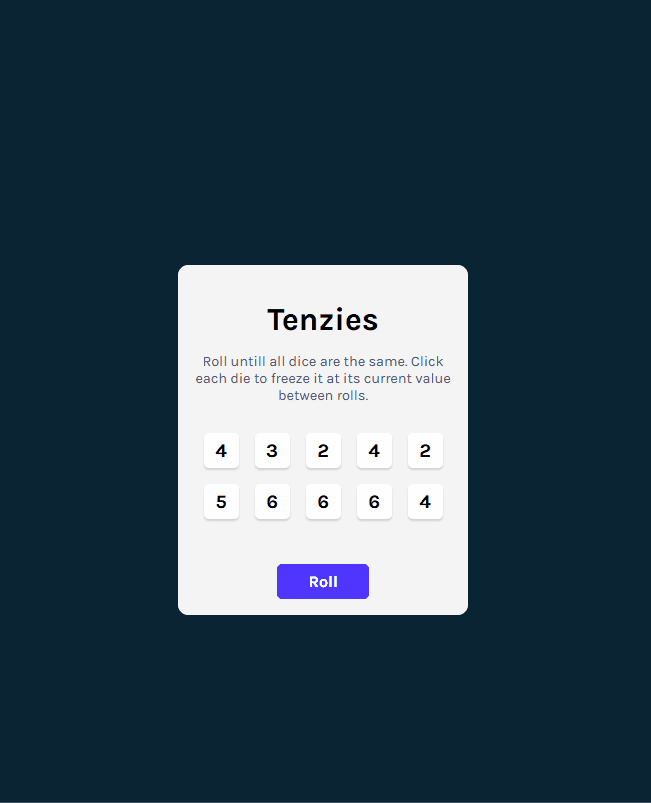 Tenzies
Roll untill all dice are the same. Click
each die to freeze it at its current value
between rolls.
4 3 2 4 2
5 6 6 6 4
Roll